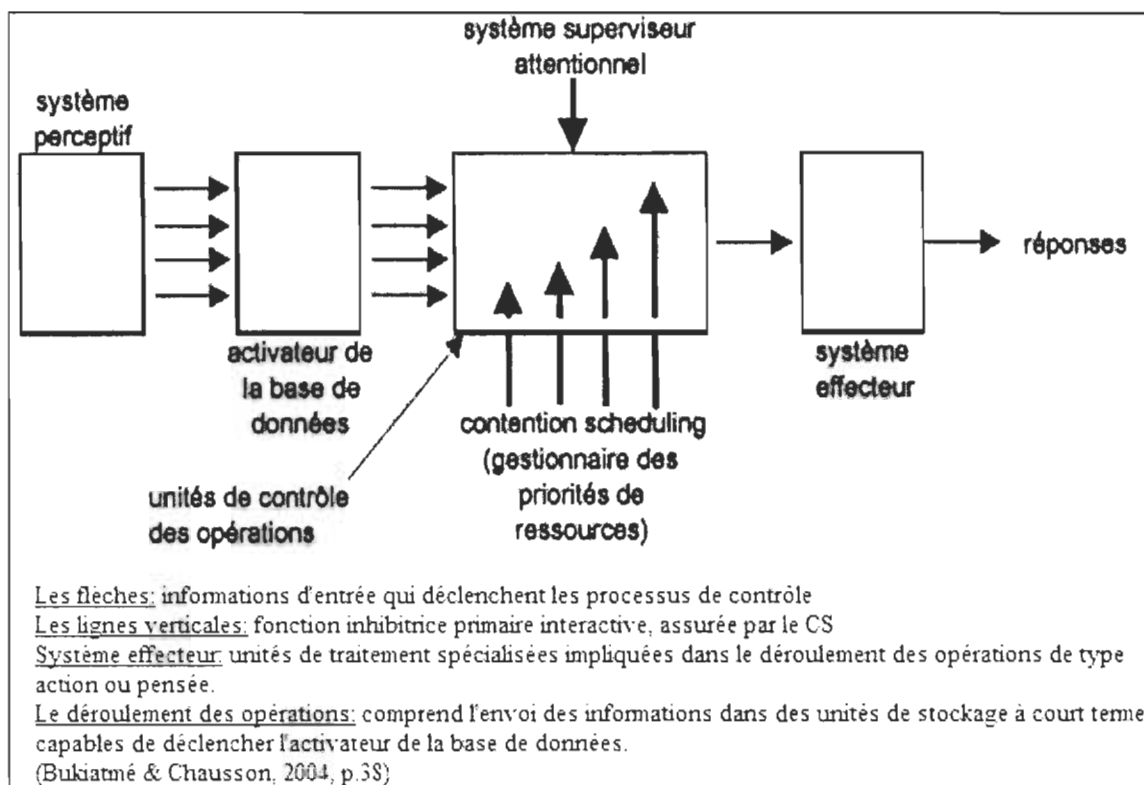 système superviseur
attentionnel
système
perceptif
réponses
activateur de
la base de
données
système
effecteur
contention scheduling
(gestionnaire des
priorités de
ressources)
unités de contrôle
des opérations
Les flèches: informations d'entrée qui déclenchent les processus de contrôle
Les lignes verticales: fonction inhibitrice primaire interactive, assurée par le CS
Système effecteur: unités de traitement spécialisées impliquées dans le déroulement des opérations de type
action ou pensée.
Le déroulement des opérations: comprend l'envoi des informations dans des unités de stockage à court terme
capables de déclencher l'activateur de la base de données.
(Bukiatmé & Chausson, 2004, p.38)